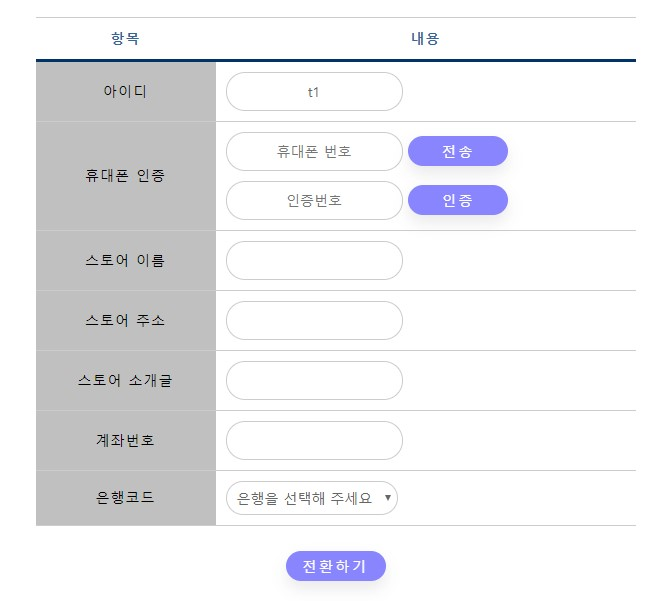 항목 내용
아이디 t1
휴대폰 인증 휴대폰 번호 전송
인증번호 인증
스토어 이름
스토어 주소
스토어 소개글
계좌번호
은행코드 은행을 선택해 주세요
전환하기